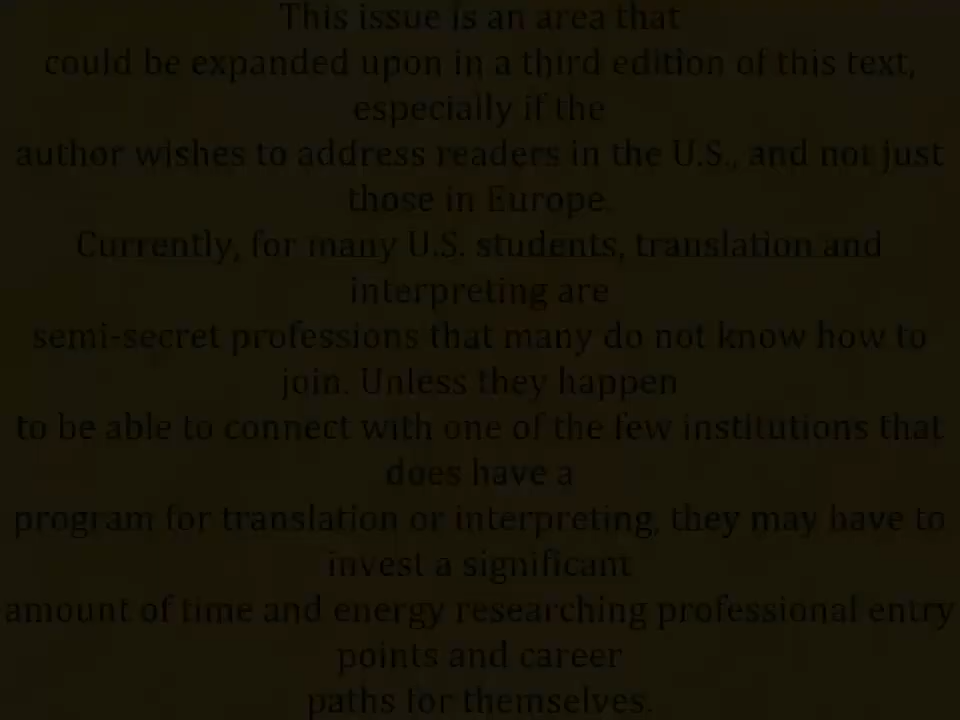 This issue is an area that
could be expanded upon in a third edition of this text,
especially if the
author wishes to address readers in the U.S., and not just
those in Europe.
Currently, for many U.S. students, translation and
interpreting are
semi-secret professions that many do not know how to
join. Unless they happen
to be able to connect with one of the few institutions that
does have a
program for translation or interpreting, they may have to
invest a significant
amount of time and energy researching professional entry
points and career
paths for themselves.